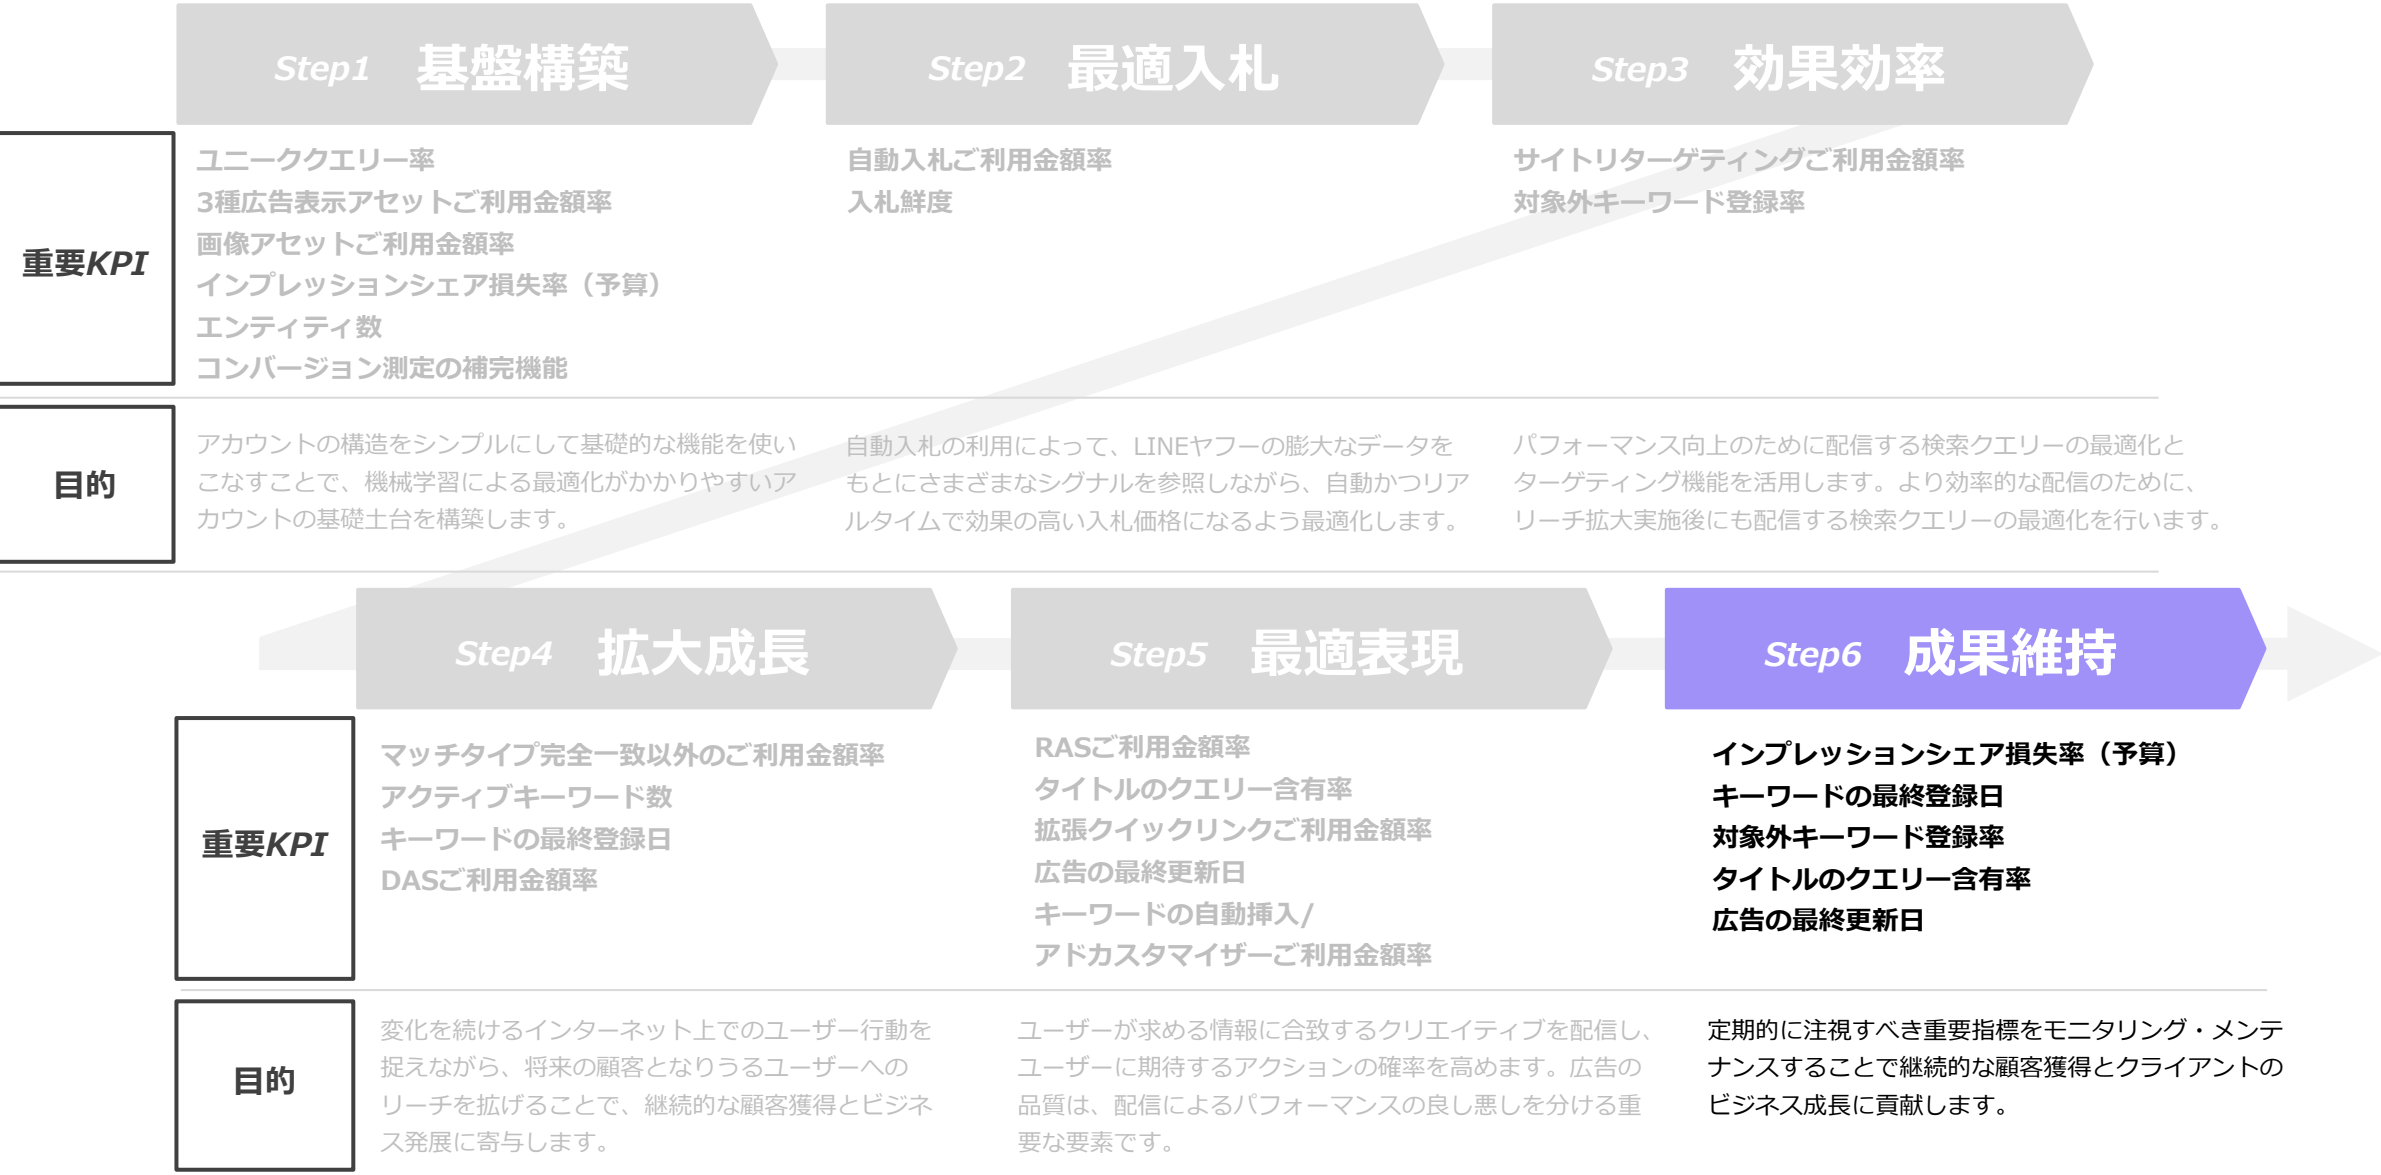 Step1 基盤構築
Step2 最適入札
Step3 効果効率
重要KPI
ユニーククエリー率
3種広告表示アセットご利用金額率
画像アセットご利用金額率
インプレッションシェア損失率（予算）
エンティティ数
コンバージョン測定の補完機能
自動入札ご利用金額率
入札鮮度
サイトリターゲティングご利用金額率
対象外キーワード登録率
目的
アカウントの構造をシンプルにして基礎的な機能を使い
こなすことで、機械学習による最適化がかかりやすいア
カウントの基礎土台を構築します。
自動入札の利用によって、LINEヤフーの膨大なデータを
もとにさまざまなシグナルを参照しながら、自動かつリア
ルタイムで効果の高い入札価格になるよう最適化します。
パフォーマンス向上のために配信する検索クエリーの最適化と
ターゲティング機能を活用します。より効率的な配信のために、
リーチ拡大実施後にも配信する検索クエリーの最適化を行います。
Step4 拡大成長
Step5 最適表現
Step6 成果維持
重要KPI
マッチタイプ完全一致以外のご利用金額率
アクティブキーワード数
キーワードの最終登録日
DASご利用金額率
RASご利用金額率
タイトルのクエリー含有率
拡張クイックリンクご利用金額率
広告の最終更新日
キーワードの自動挿入/
アドカスタマイザーご利用金額率
インプレッションシェア損失率（予算）
キーワードの最終登録日
対象外キーワード登録率
タイトルのクエリー含有率
広告の最終更新日
目的
変化を続けるインターネット上でのユーザー行動を
捉えながら、将来の顧客となりうるユーザーへの
リーチを拡げることで、継続的な顧客獲得とビジネ
ス発展に寄与します。
ユーザーが求める情報に合致するクリエイティブを配信し、
ユーザーに期待するアクションの確率を高めます。広告の
品質は、配信によるパフォーマンスの良し悪しを分ける重
要な要素です。
定期的に注視すべき重要指標をモニタリング・メンテ
ナンスすることで継続的な顧客獲得とクライアントの
ビジネス成長に貢献します。